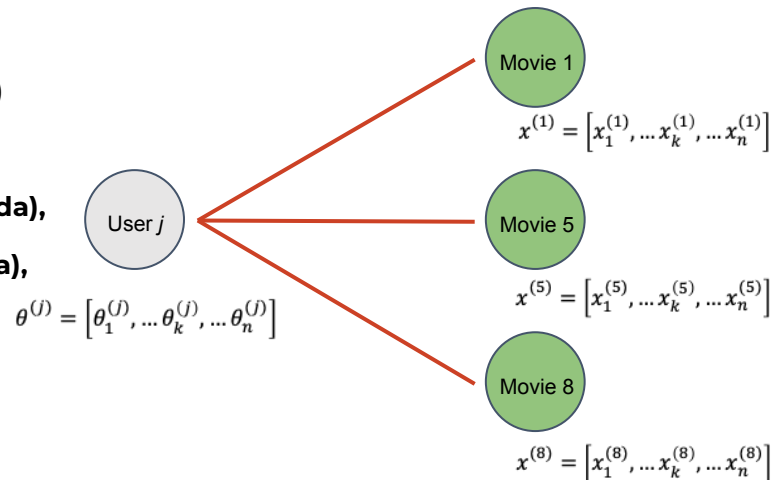 )
da),
a),
User j
θ^(j) = [θ_1^(j), … θ_k^(j), … θ_n^(j)]
Movie 1
x^(1) = [x_1^(1), … x_k^(1), … x_n^(1)]
Movie 5
x^(5) = [x_1^(5), … x_k^(5), … x_n^(5)]
Movie 8
x^(8) = [x_1^(8), … x_k^(8), … x_n^(8)]